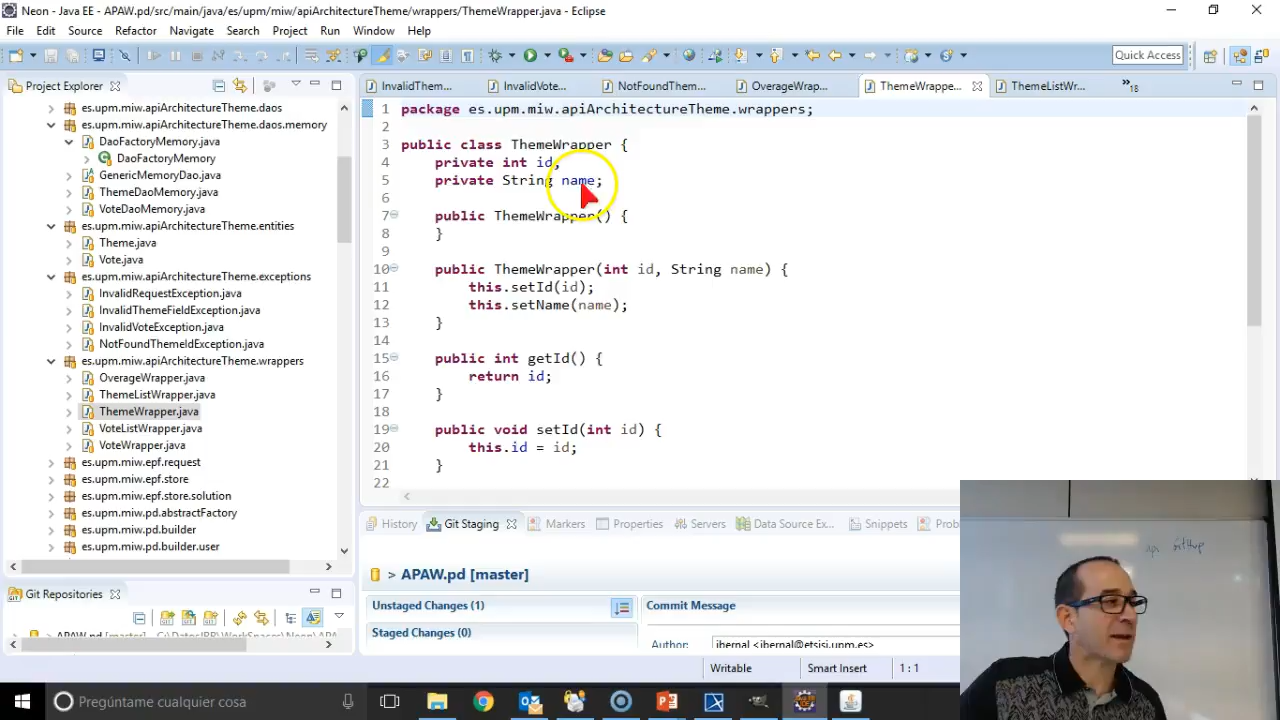 Neon - Java EE - APAW.pd/src/main/java/es/upm/miw/apiArchitectureTheme/wrappers/ThemeWrapper.java - Eclipse
File Edit Source Refactor Navigate Search Project Run Window Help
Quick Access
Project Explorer
es.upm.miw.apiArchitectureTheme.daos
es.upm.miw.apiArchitectureTheme.daos.memory
DaoFactoryMemory.java
DaoFactoryMemory
GenericMemoryDao.java
ThemeDaoMemory.java
VoteDaoMemory.java
es.upm.miw.apiArchitectureTheme.entities
Theme.java
Vote.java
es.upm.miw.apiArchitectureTheme.exceptions
InvalidRequestException.java
InvalidThemeFieldException.java
InvalidVoteException.java
NotFoundThemeIdException.java
es.upm.miw.apiArchitectureTheme.wrappers
OverageWrapper.java
ThemeListWrapper.java
ThemeWrapper.java
VoteListWrapper.java
VoteWrapper.java
es.upm.miw.epf.request
es.upm.miw.epf.store
es.upm.miw.epf.store.solution
es.upm.miw.pd.abstractFactory
es.upm.miw.pd.builder
es.upm.miw.pd.builder.user
InvalidThem... InvalidVote... NotFoundThem... OverageWrap... ThemeWrappe... ThemeListWr... »18
1 package es.upm.miw.apiArchitectureTheme.wrappers;
2
3 public class ThemeWrapper {
4 private int id;
5 private String name;
6
7 public ThemeWrapper() {
8 }
9
10 public ThemeWrapper(int id, String name) {
11 this.setId(id);
12 this.setName(name);
13 }
14
15 public int getId() {
16 return id;
17 }
18
19 public void setId(int id) {
20 this.id = id;
21 }
22
Git Repositories
APAW.pd [master]
History Git Staging Markers Properties Servers Data Source Ex... Snippets
> APAW.pd [master]
Unstaged Changes (1)
Staged Changes (0)
Commit Message
Author: jbernal <jbernal@etsisi.upm.es>
Writable Smart Insert 1 : 1
Pregúntame cualquier cosa